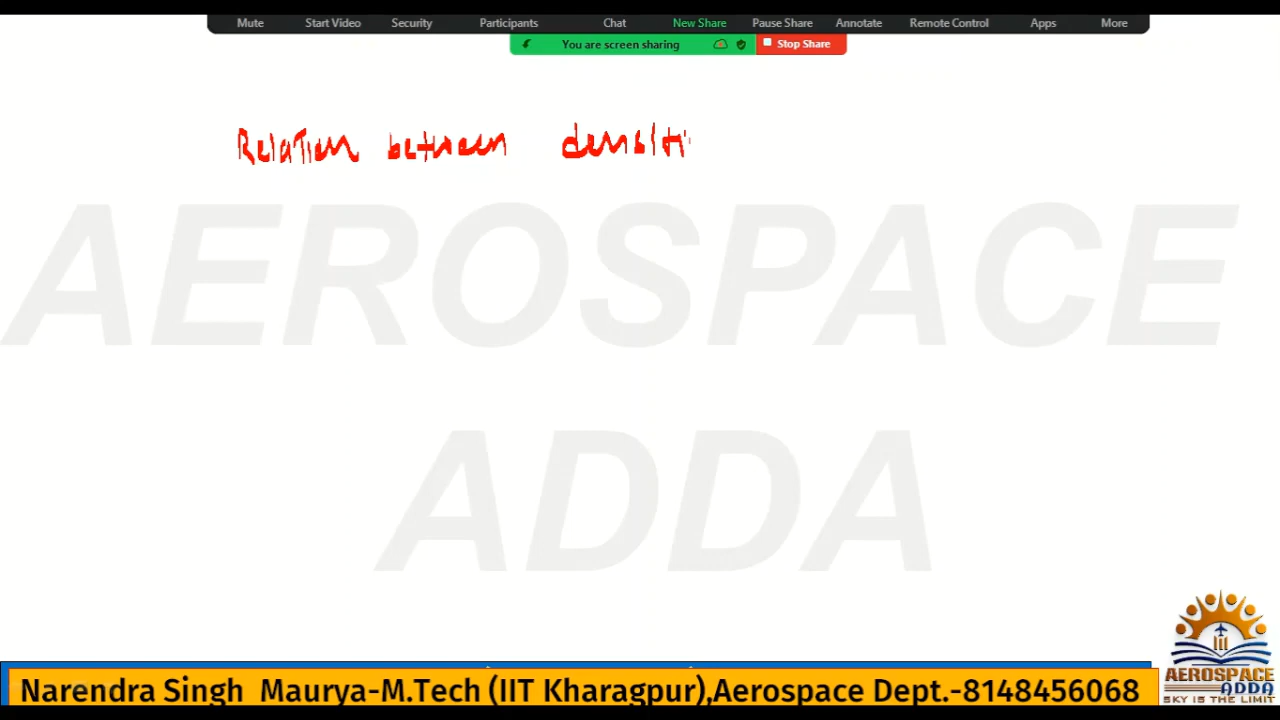 Mute Start Video Security Participants Chat New Share Pause Share Annotate Remote Control Apps More
You are screen sharing Stop Share
Relation between densiti
AEROSPACE
ADDA
AEROSPACE
ADDA
SKY IS THE LIMIT
Narendra Singh Maurya-M.Tech (IIT Kharagpur),Aerospace Dept.-8148456068